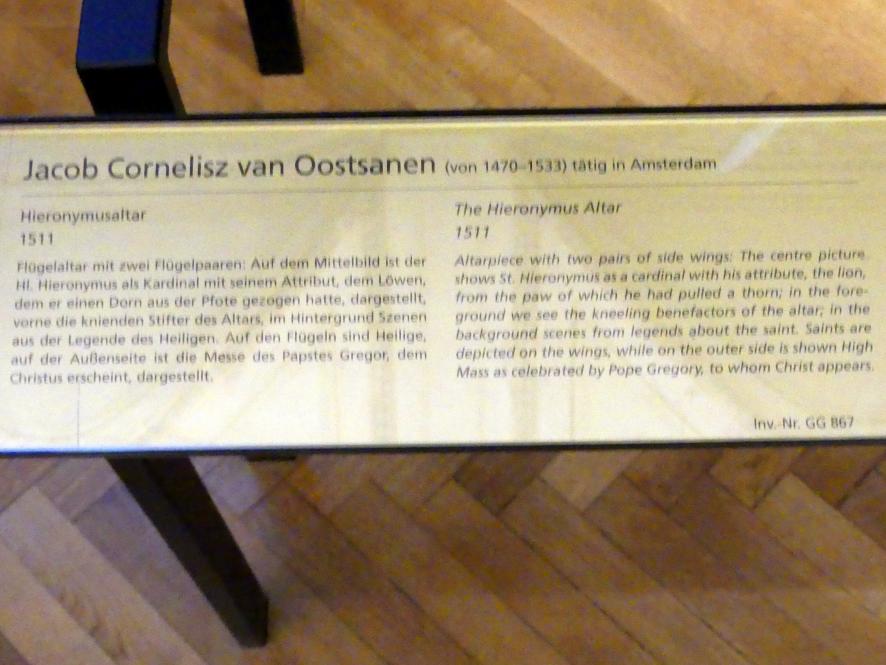 Jacob Cornelisz van Oostsanen (von 1470–1533) tätig in Amsterdam
Hieronymusaltar
1511
Flügelaltar mit zwei Flügelpaaren: Auf dem Mittelbild ist der
Hl. Hieronymus als Kardinal mit seinem Attribut, dem Löwen,
dem er einen Dorn aus der Pfote gezogen hatte, dargestellt,
vorne die knienden Stifter des Altars, im Hintergrund Szenen
aus der Legende des Heiligen. Auf den Flügeln sind Heilige,
auf der Außenseite ist die Messe des Papstes Gregor, dem
Christus erscheint, dargestellt.
The Hieronymus Altar
1511
Altarpiece with two pairs of side wings: The centre picture
shows St. Hieronymus as a cardinal with his attribute, the lion,
from the paw of which he had pulled a thorn; in the fore-
ground we see the kneeling benefactors of the altar; in the
background scenes from legends about the saint. Saints are
depicted on the wings, while on the outer side is shown High
Mass as celebrated by Pope Gregory, to whom Christ appears.
Inv.-Nr. GG 867